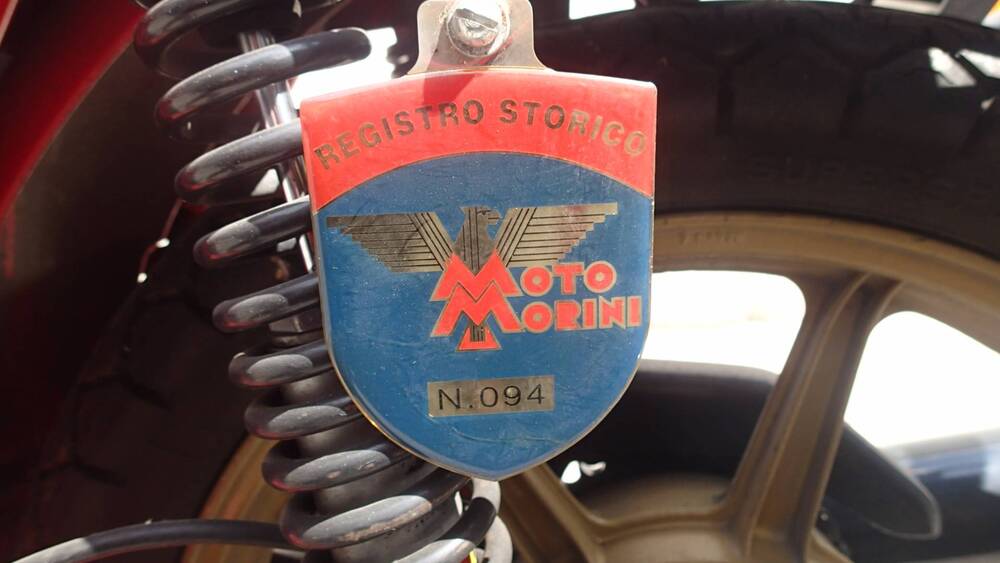 REGISTRO STORICO
MOTO
MORINI
N.094